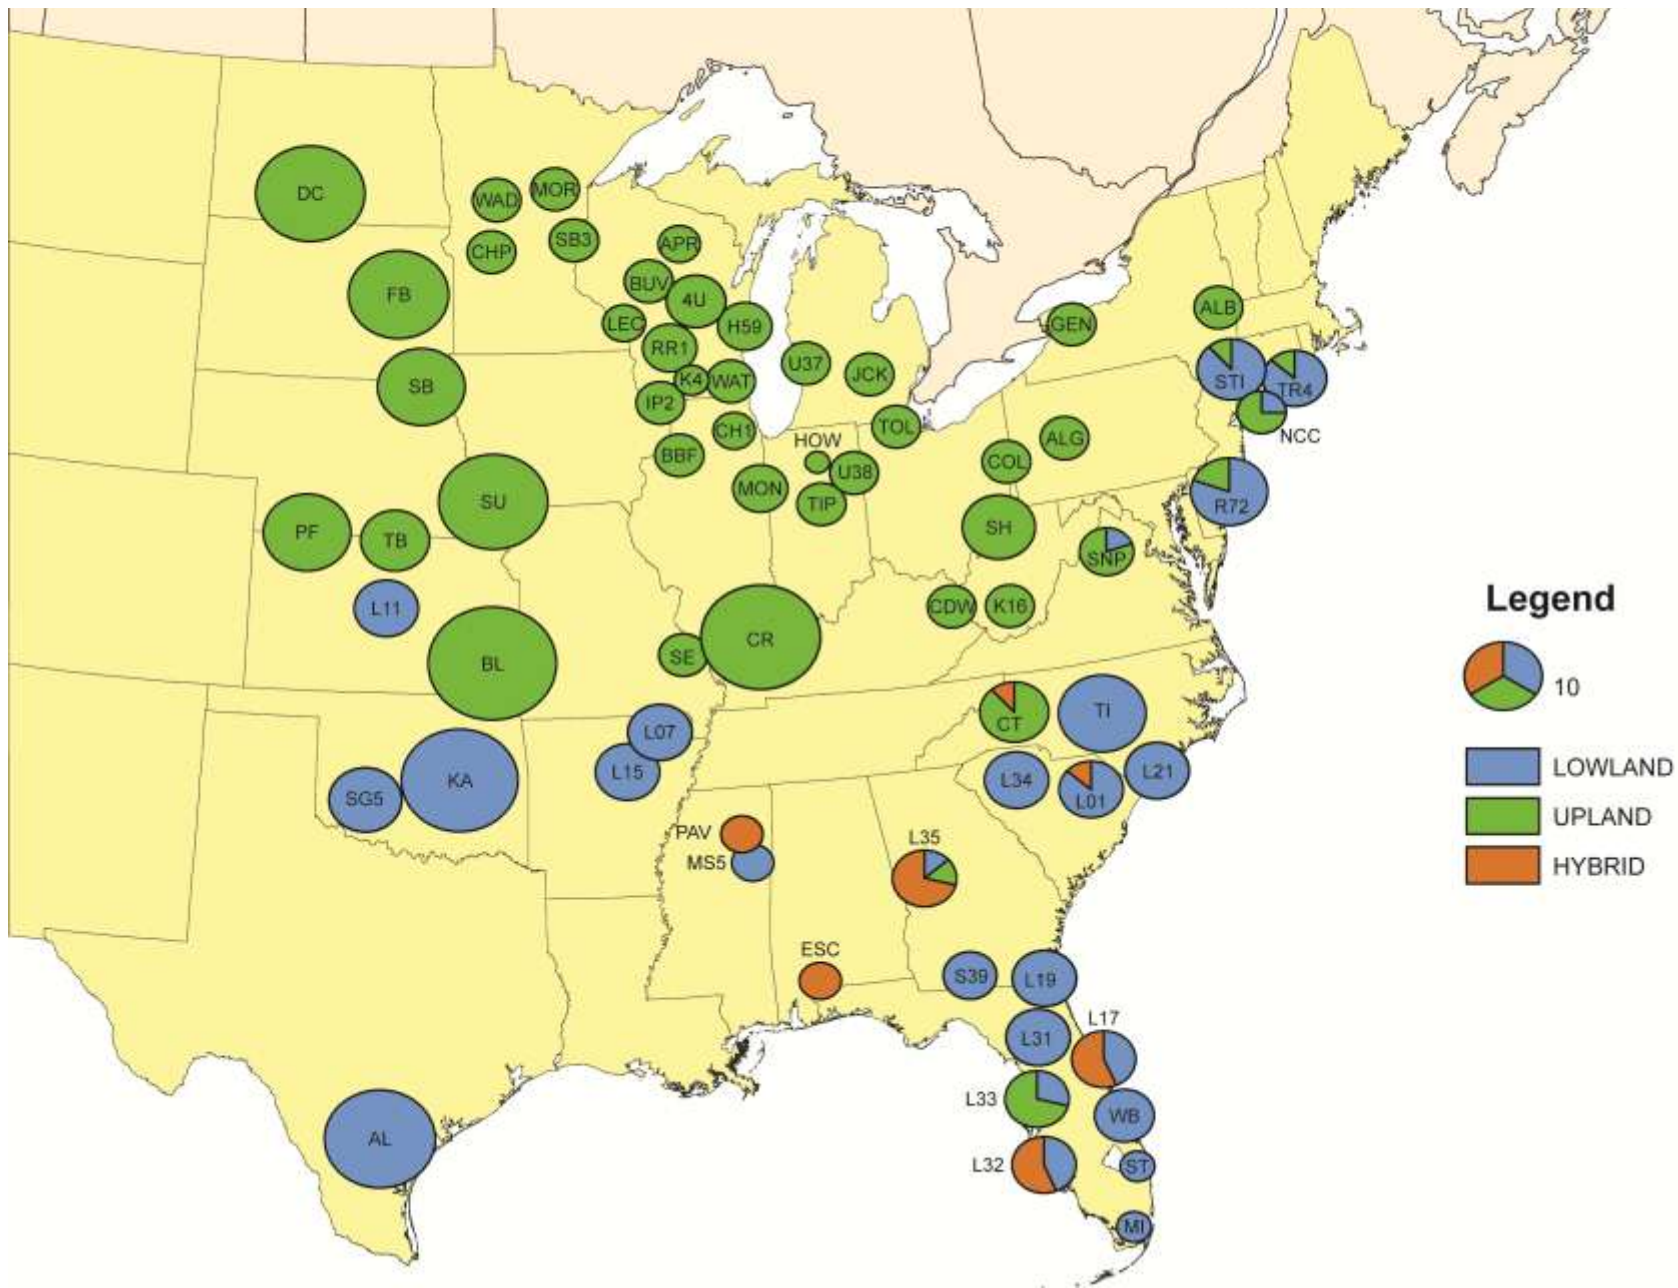 DC
WAD
MOR
CHP
SB3
APR
FB
BUV
4U
LEC
H59
GEN
ALB
RR1
U37
JCK
STI
TR4
SB
K4
WAT
IP2
NCC
CH1
TOL
HOW
ALG
BBF
COL
U38
MON
TIP
SU
R72
PF
TB
SH
SNP
L11
CDW
K16
CR
SE
BL
Legend
10
L07
CT
TI
L15
KA
SG5
L34
L01
L21
LOWLAND
UPLAND
HYBRID
PAV
MS5
L35
ESC
S39
L19
L31
L17
L33
WB
AL
L32
ST
MI